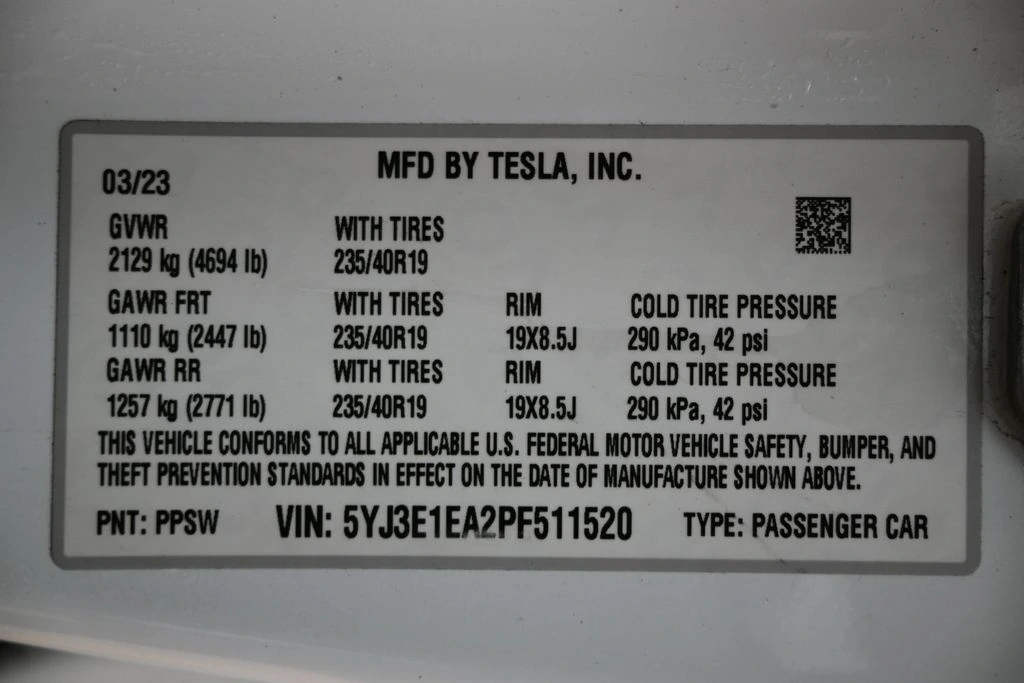 MFD BY TESLA, INC.
03/23
GVWR WITH TIRES
2129 kg (4694 lb) 235/40R19
GAWR FRT WITH TIRES RIM COLD TIRE PRESSURE
1110 kg (2447 lb) 235/40R19 19X8.5J 290 kPa, 42 psi
GAWR RR WITH TIRES RIM COLD TIRE PRESSURE
1257 kg (2771 lb) 235/40R19 19X8.5J 290 kPa, 42 psi
THIS VEHICLE CONFORMS TO ALL APPLICABLE U.S. FEDERAL MOTOR VEHICLE SAFETY, BUMPER, AND
THEFT PREVENTION STANDARDS IN EFFECT ON THE DATE OF MANUFACTURE SHOWN ABOVE.
PNT: PPSW VIN: 5YJ3E1EA2PF511520 TYPE: PASSENGER CAR